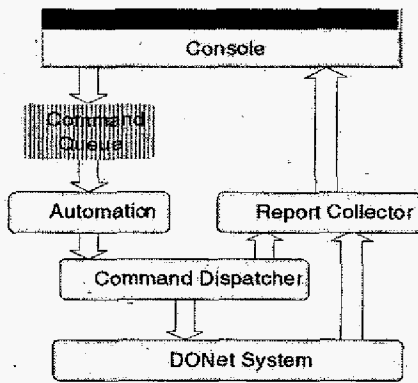 Console
Command
Queue
Automation
Report Collector
Command Dispatcher
DONet System